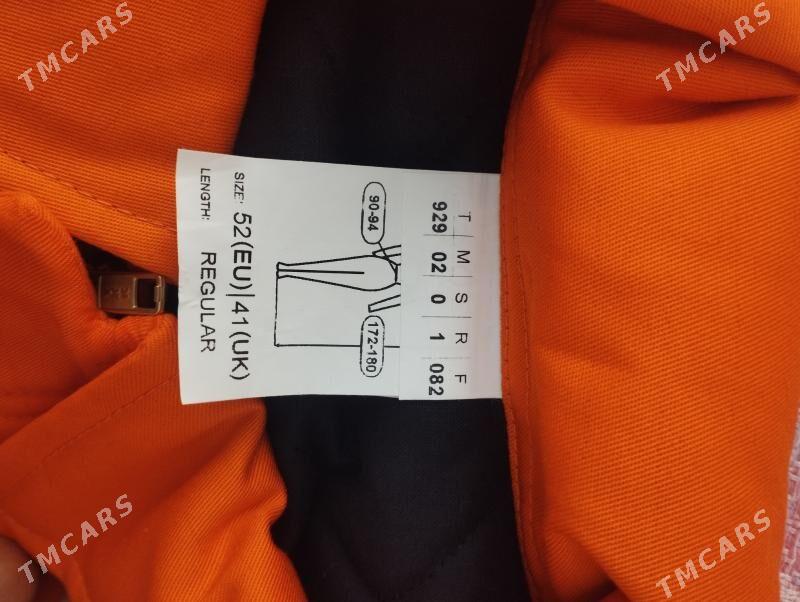 TMCARS
TMCARS
T M S R F
929 02 0 1 082
90-94
172-180
SIZE: 52(EU)|41(UK)
LENGTH: REGULAR
TMCARS
TMCARS